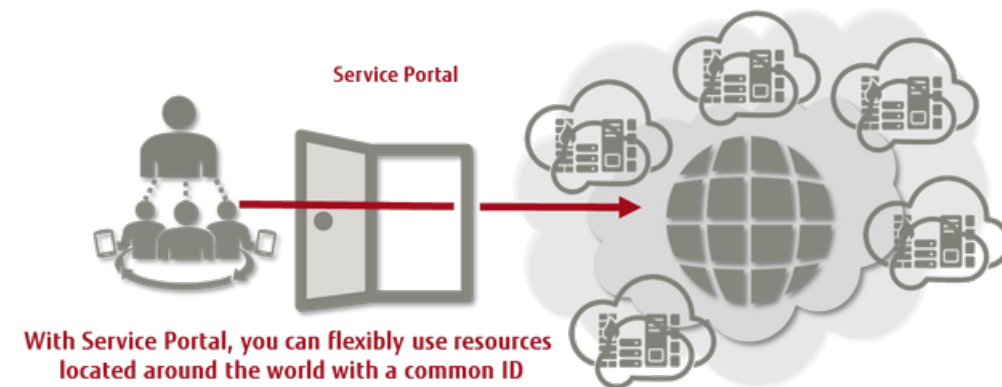 Service Portal
With Service Portal, you can flexibly use resources
located around the world with a common ID